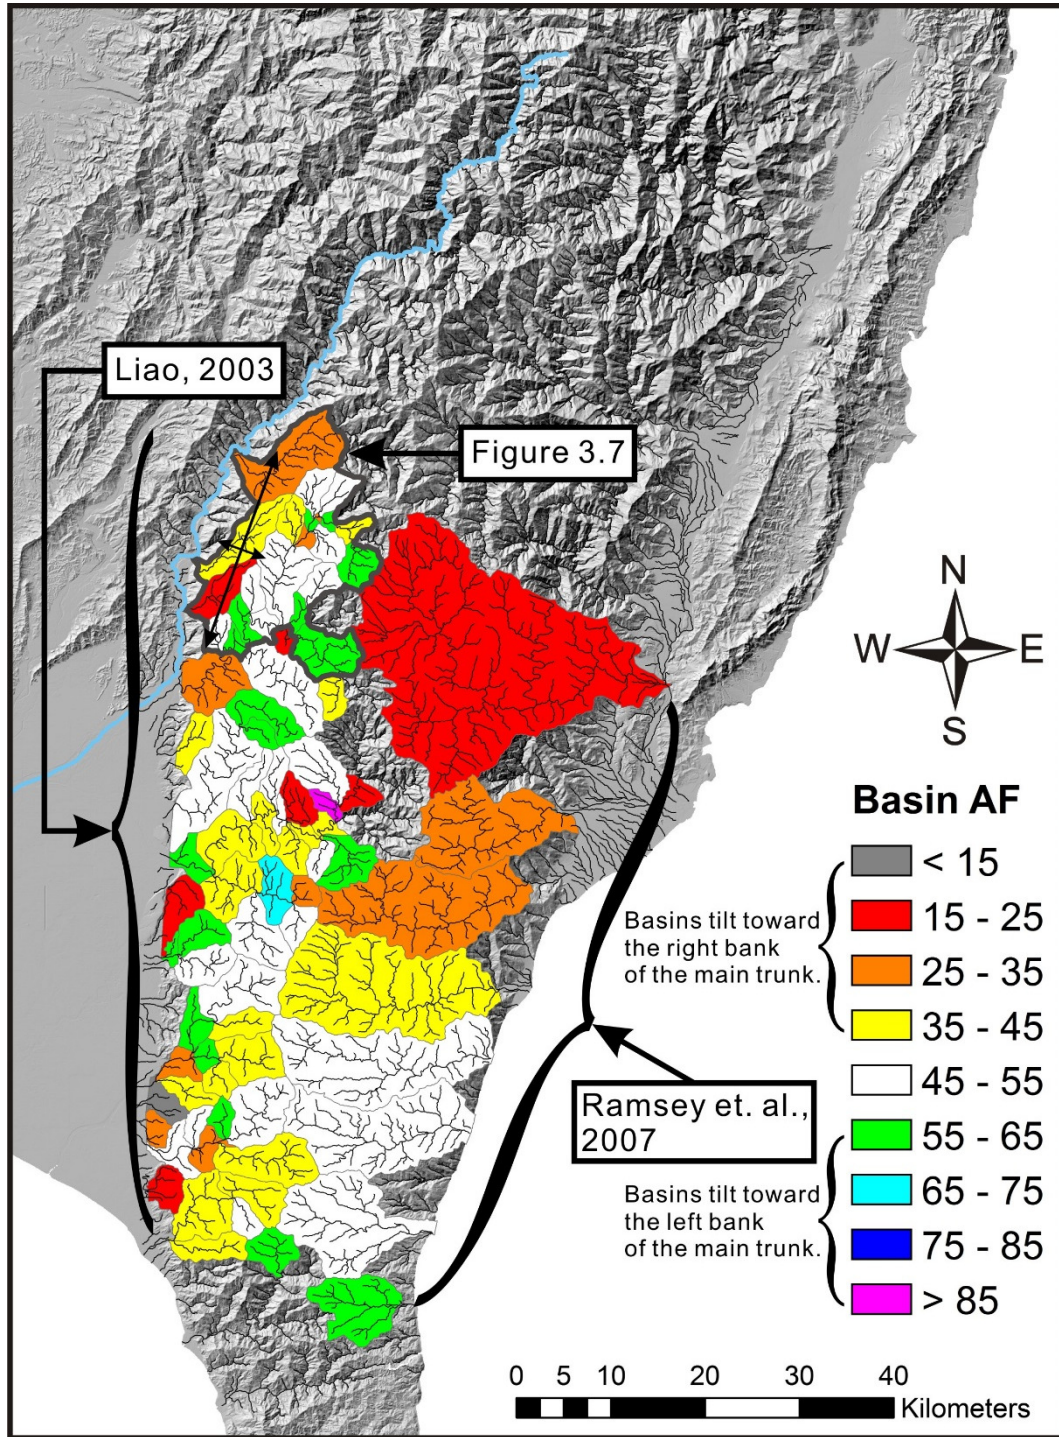 Liao, 2003
Figure 3.7
N
W
E
S
Basin AF
< 15
Basins tilt toward
the right bank
of the main trunk.
15 - 25
25 - 35
35 - 45
45 - 55
Ramsey et. al.,
2007
55 - 65
Basins tilt toward
the left bank
of the main trunk.
65 - 75
75 - 85
> 85
0 5 10 20 30 40
Kilometers